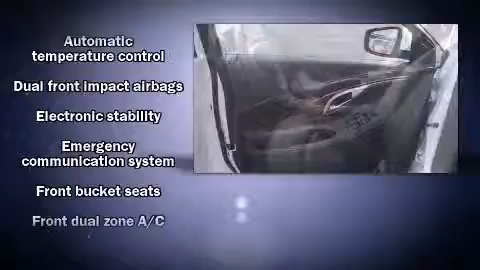 Automatic
temperature control
Dual front impact airbags
Electronic stability
Emergency
communication system
Front bucket seats
Front dual zone A/C